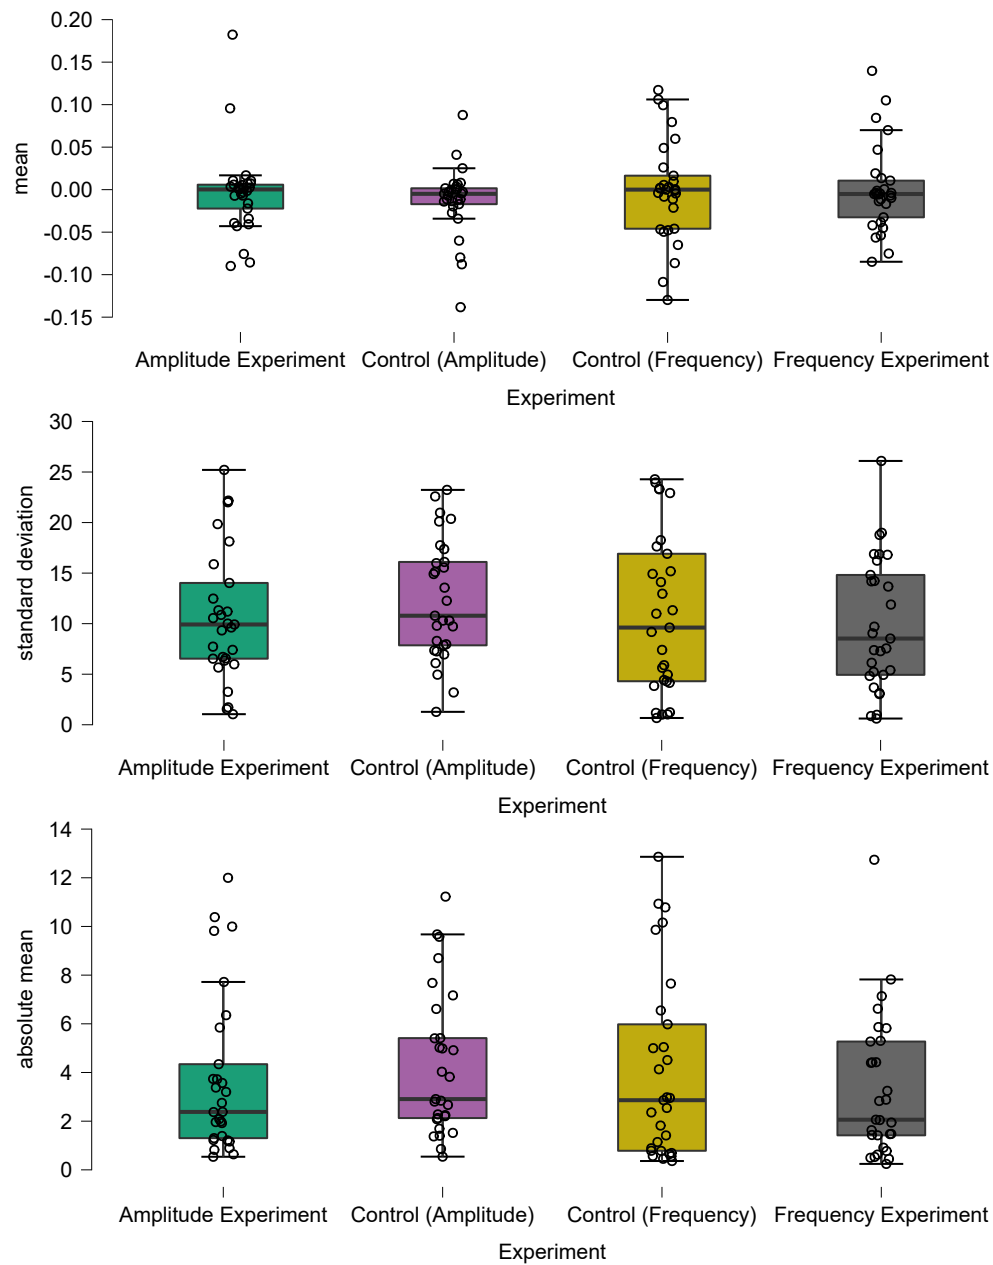 0.20
0.15
0.10
0.05
0.00
-0.05
-0.10
-0.15
mean
Amplitude Experiment Control (Amplitude) Control (Frequency) Frequency Experiment
Experiment
30
25
20
15
10
5
0
standard deviation
Amplitude Experiment Control (Amplitude) Control (Frequency) Frequency Experiment
Experiment
14
12
10
8
6
4
2
0
absolute mean
Amplitude Experiment Control (Amplitude) Control (Frequency) Frequency Experiment
Experiment